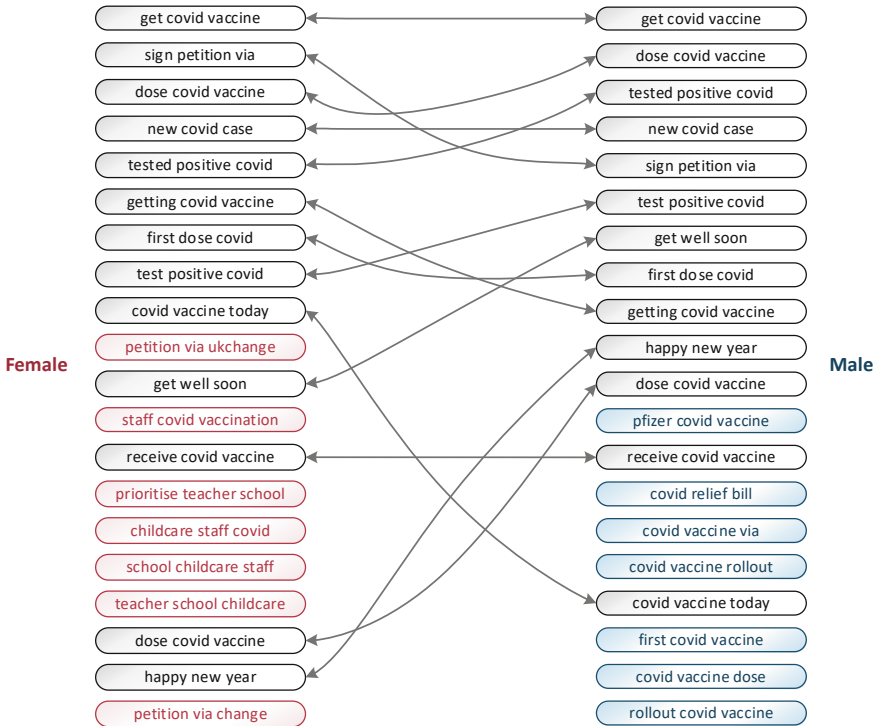 get covid vaccine
sign petition via
dose covid vaccine
new covid case
tested positive covid
getting covid vaccine
first dose covid
test positive covid
covid vaccine today
petition via ukchange
Female
get well soon
staff covid vaccination
receive covid vaccine
prioritise teacher school
childcare staff covid
school childcare staff
teacher school childcare
dose covid vaccine
happy new year
petition via change
get covid vaccine
dose covid vaccine
tested positive covid
new covid case
sign petition via
test positive covid
get well soon
first dose covid
getting covid vaccine
happy new year
Male
dose covid vaccine
pfizer covid vaccine
receive covid vaccine
covid relief bill
covid vaccine via
covid vaccine rollout
covid vaccine today
first covid vaccine
covid vaccine dose
rollout covid vaccine